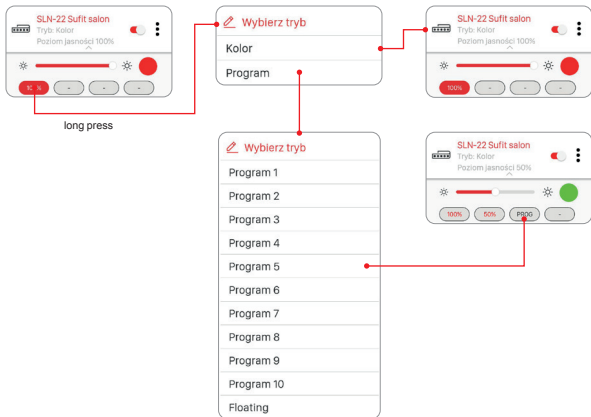 SLN-22 Sufit salon
Tryb: Kolor
Poziom jasności 100%
100%
-
-
-
long press
Wybierz tryb
Kolor
Program
SLN-22 Sufit salon
Tryb: Kolor
Poziom jasności 100%
100%
-
-
-
Wybierz tryb
Program 1
Program 2
Program 3
Program 4
Program 5
Program 6
Program 7
Program 8
Program 9
Program 10
Floating
SLN-22 Sufit salon
Tryb: Kolor
Poziom jasności 50%
100%
50%
PROG
-